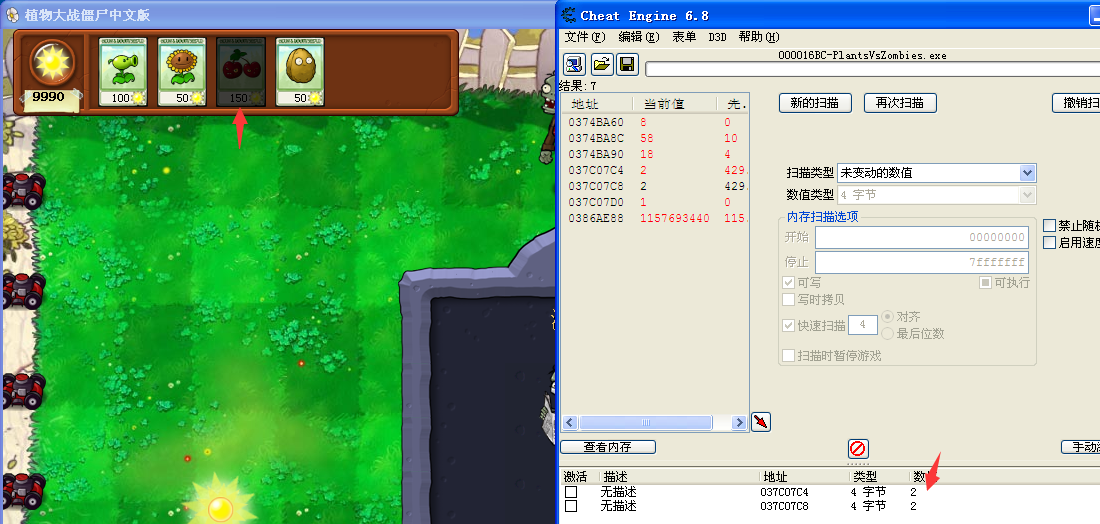 植物大战僵尸中文版
9990
100
50
150
50
Cheat Engine 6.8
文件(F) 编辑(E) 表单 D3D 帮助(H)
000016BC-PlantsVsZombies.exe
结果: 7
地址 当前值 先.
0374BA60 8 0
0374BA8C 58 10
0374BA90 18 4
037C07C4 2 429.
037C07C8 2 429.
037C07D0 1 0
0386AE88 1157693440 115.
新的扫描 再次扫描 撤销扫
扫描类型 未变动的数值
数值类型 4 字节
内存扫描选项
开始 00000000
停止 7fffffff
可写 可执行
写时拷贝
快速扫描 4 对齐
最后位数
扫描时暂停游戏
禁止随机
启用速度
查看内存 手动
激活 描述 地址 类型 数
无描述 037C07C4 4 字节 2
无描述 037C07C8 4 字节 2